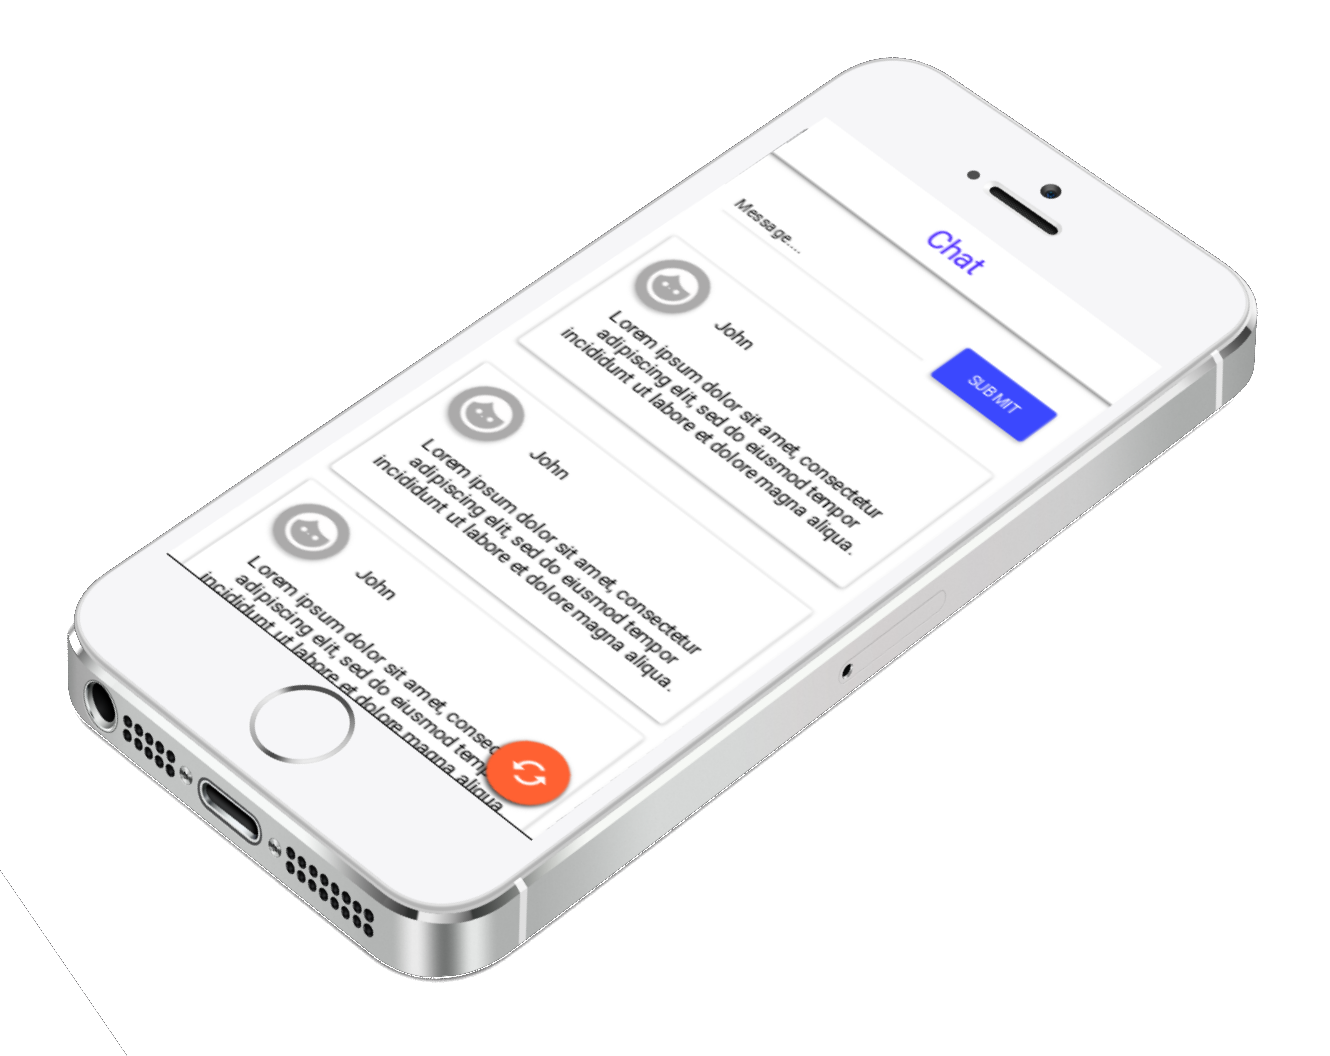 Chat
Message....
SUBMIT
John
Lorem ipsum dolor sit amet, consectetur
adipiscing elit, sed do eiusmod tempor
incididunt ut labore et dolore magna aliqua.
John
Lorem ipsum dolor sit amet, consectetur
adipiscing elit, sed do eiusmod tempor
incididunt ut labore et dolore magna aliqua.
John
Lorem ipsum dolor sit amet, consec
adipiscing elit, sed do eiusmod temp
incididunt ut labore et dolore magna aliqua